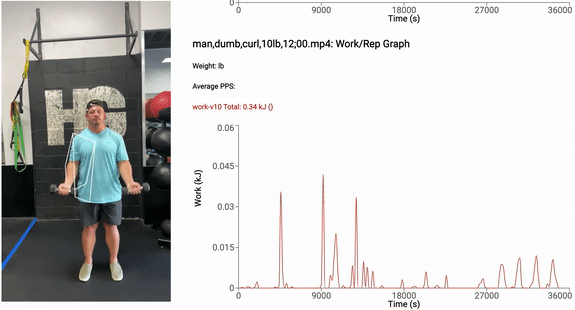 0 9000 18000 27000 36000
Time (s)
man,dumb,curl,10lb,12;00.mp4: Work/Rep Graph
Weight: lb
Average PPS:
work-v10 Total: 0.34 kJ ()
0.06
0.045
0.03
0.015
0
Work (kJ)
0 9000 18000 27000 36000
Time (s)
HG